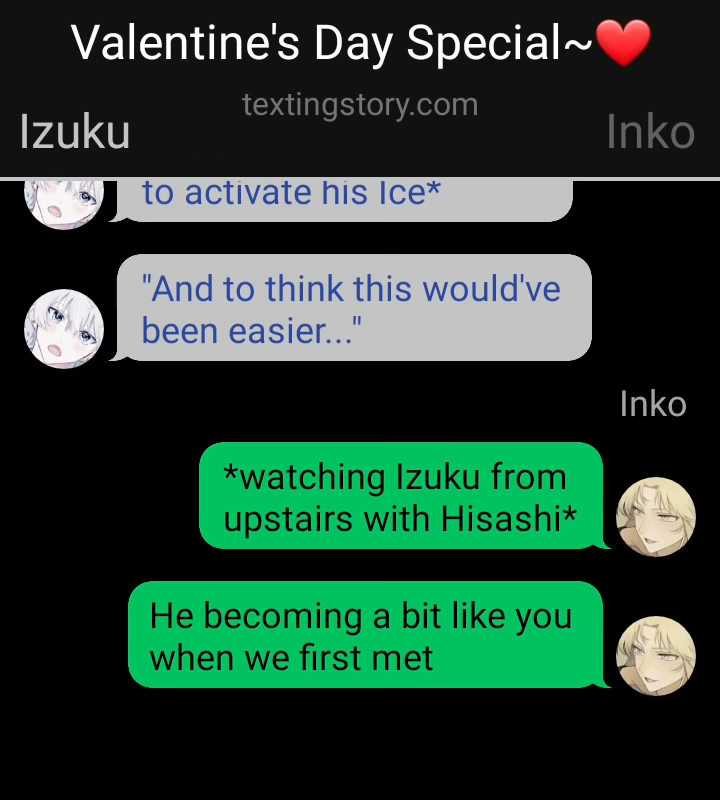 Valentine's Day Special~❤️
textingstory.com
Izuku
Inko
to activate his Ice*
"And to think this would've
been easier..."
Inko
*watching Izuku from
upstairs with Hisashi*
He becoming a bit like you
when we first met